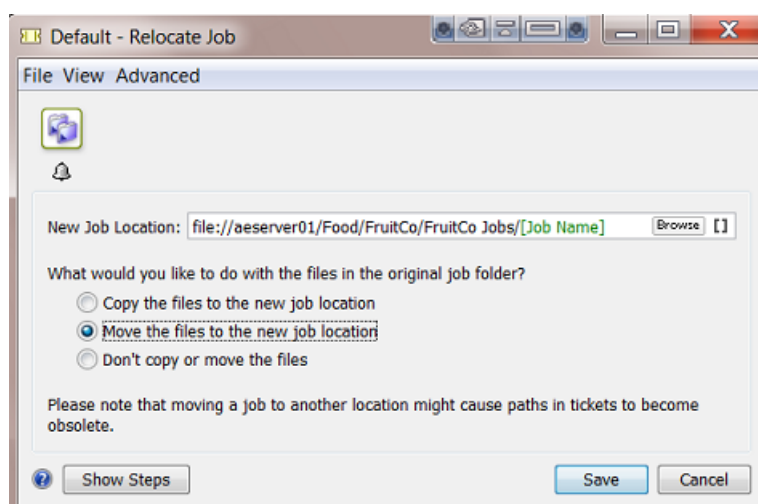 Default - Relocate Job
File View Advanced
New Job Location: file://aeserver01/Food/FruitCo/FruitCo Jobs/[Job Name] Browse []
What would you like to do with the files in the original job folder?
Copy the files to the new job location
Move the files to the new job location
Don't copy or move the files
Please note that moving a job to another location might cause paths in tickets to become
obsolete.
Show Steps Save Cancel